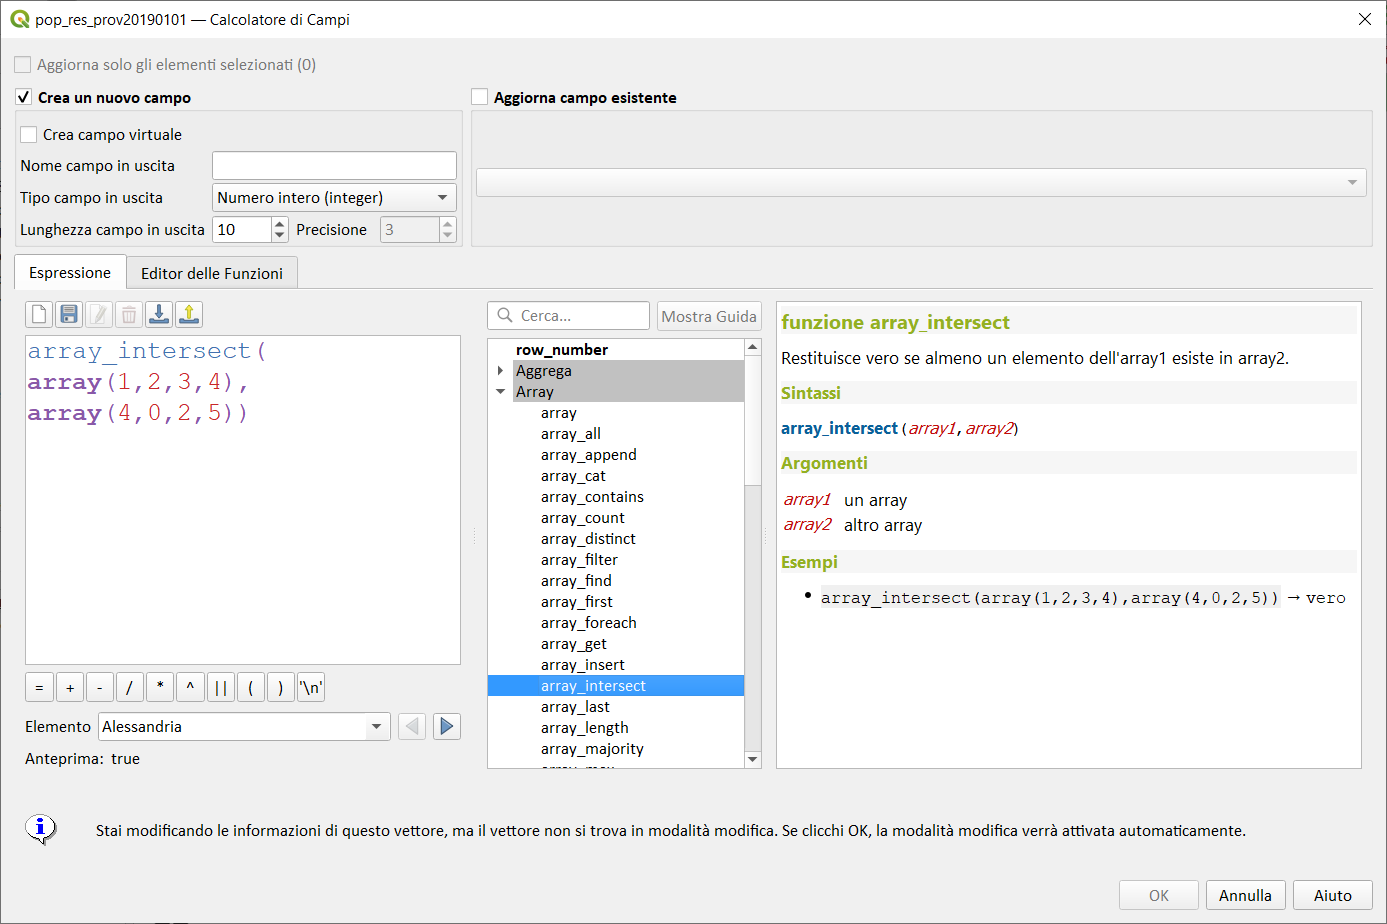 pop_res_prov20190101 — Calcolatore di Campi
Aggiorna solo gli elementi selezionati (0)
Crea un nuovo campo
Aggiorna campo esistente
Crea campo virtuale
Nome campo in uscita
Tipo campo in uscita Numero intero (integer)
Lunghezza campo in uscita 10 Precisione 3
Espressione Editor delle Funzioni
array_intersect(
array(1,2,3,4),
array(4,0,2,5))
= + - / * ^ || ( ) '\n'
Elemento Alessandria
Anteprima: true
Cerca... Mostra Guida
row_number
Aggrega
Array
array
array_all
array_append
array_cat
array_contains
array_count
array_distinct
array_filter
array_find
array_first
array_foreach
array_get
array_insert
array_intersect
array_last
array_length
array_majority
funzione array_intersect
Restituisce vero se almeno un elemento dell'array1 esiste in array2.
Sintassi
array_intersect(array1,array2)
Argomenti
array1 un array
array2 altro array
Esempi
• array_intersect(array(1,2,3,4),array(4,0,2,5)) → vero
Stai modificando le informazioni di questo vettore, ma il vettore non si trova in modalità modifica. Se clicchi OK, la modalità modifica verrà attivata automaticamente.
OK Annulla Aiuto